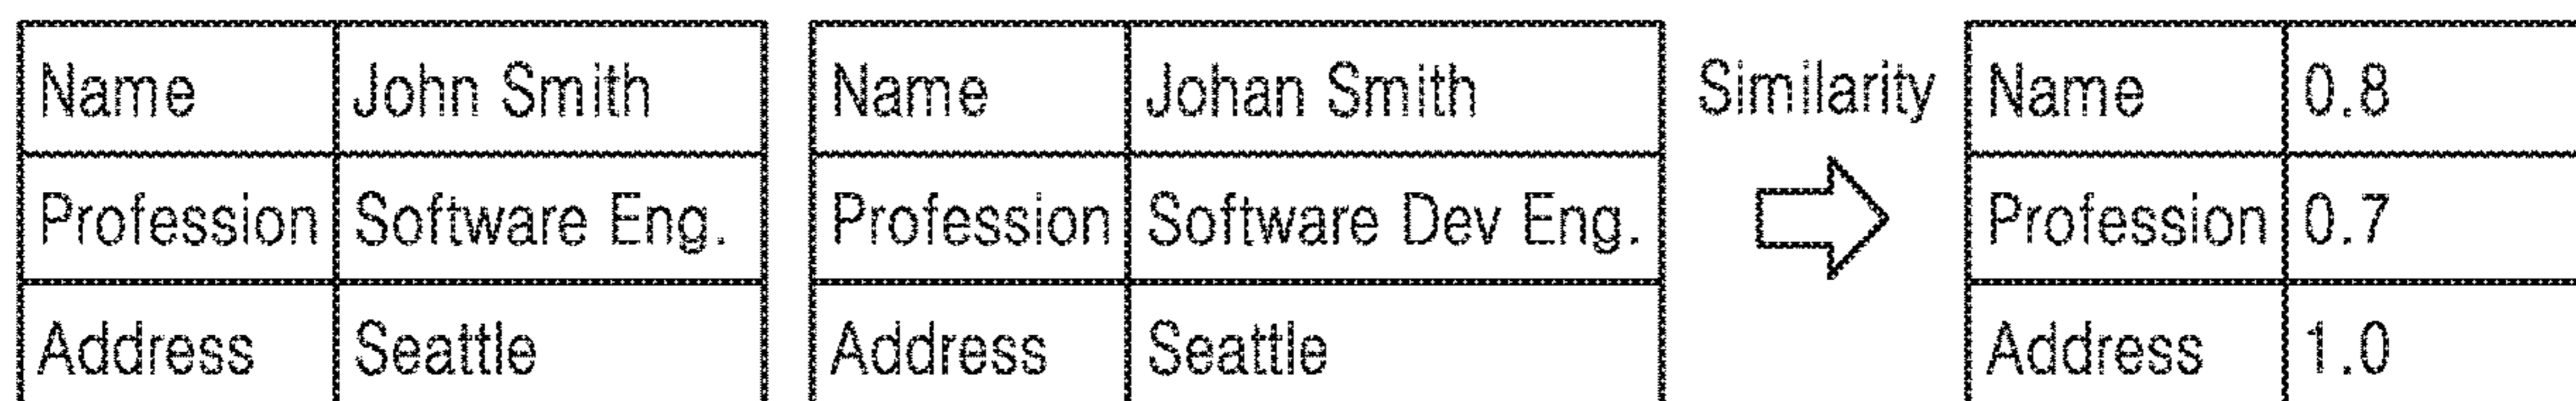 Name John Smith Name Johan Smith Similarity Name 0.8
Profession Software Eng. Profession Software Dev Eng. Profession 0.7
Address Seattle Address Seattle Address 1.0